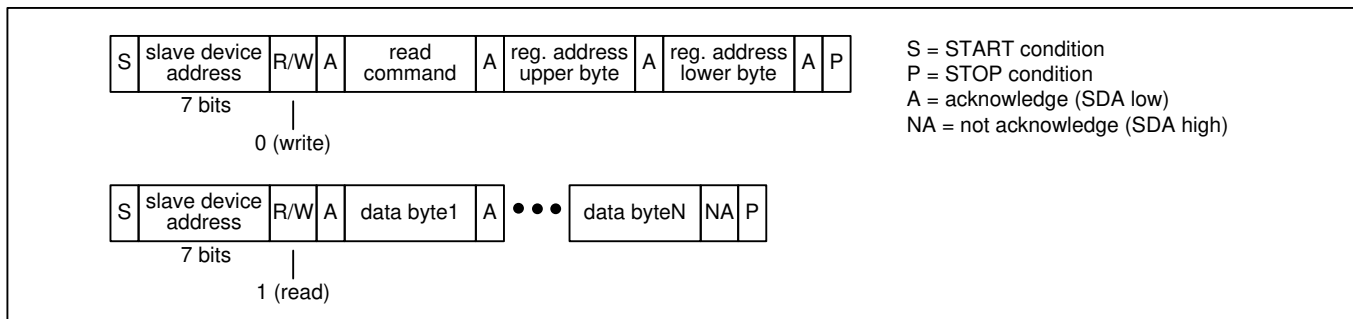 S slave device address R/W A read command A reg. address upper byte A reg. address lower byte A P
7 bits
0 (write)
S slave device address R/W A data byte1 A ••• data byteN NA P
7 bits
1 (read)
S = START condition
P = STOP condition
A = acknowledge (SDA low)
NA = not acknowledge (SDA high)